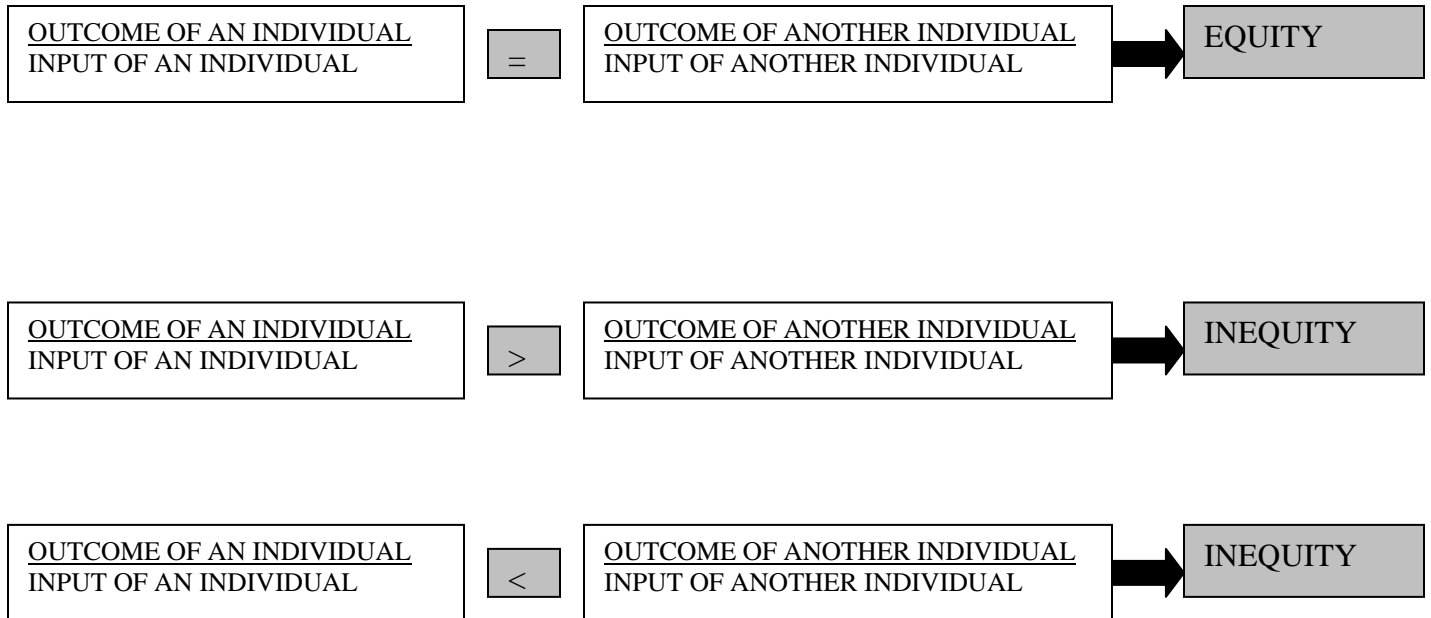 OUTCOME OF AN INDIVIDUAL
INPUT OF AN INDIVIDUAL
=
OUTCOME OF ANOTHER INDIVIDUAL
INPUT OF ANOTHER INDIVIDUAL
EQUITY
OUTCOME OF AN INDIVIDUAL
INPUT OF AN INDIVIDUAL
>
OUTCOME OF ANOTHER INDIVIDUAL
INPUT OF ANOTHER INDIVIDUAL
INEQUITY
OUTCOME OF AN INDIVIDUAL
INPUT OF AN INDIVIDUAL
<
OUTCOME OF ANOTHER INDIVIDUAL
INPUT OF ANOTHER INDIVIDUAL
INEQUITY